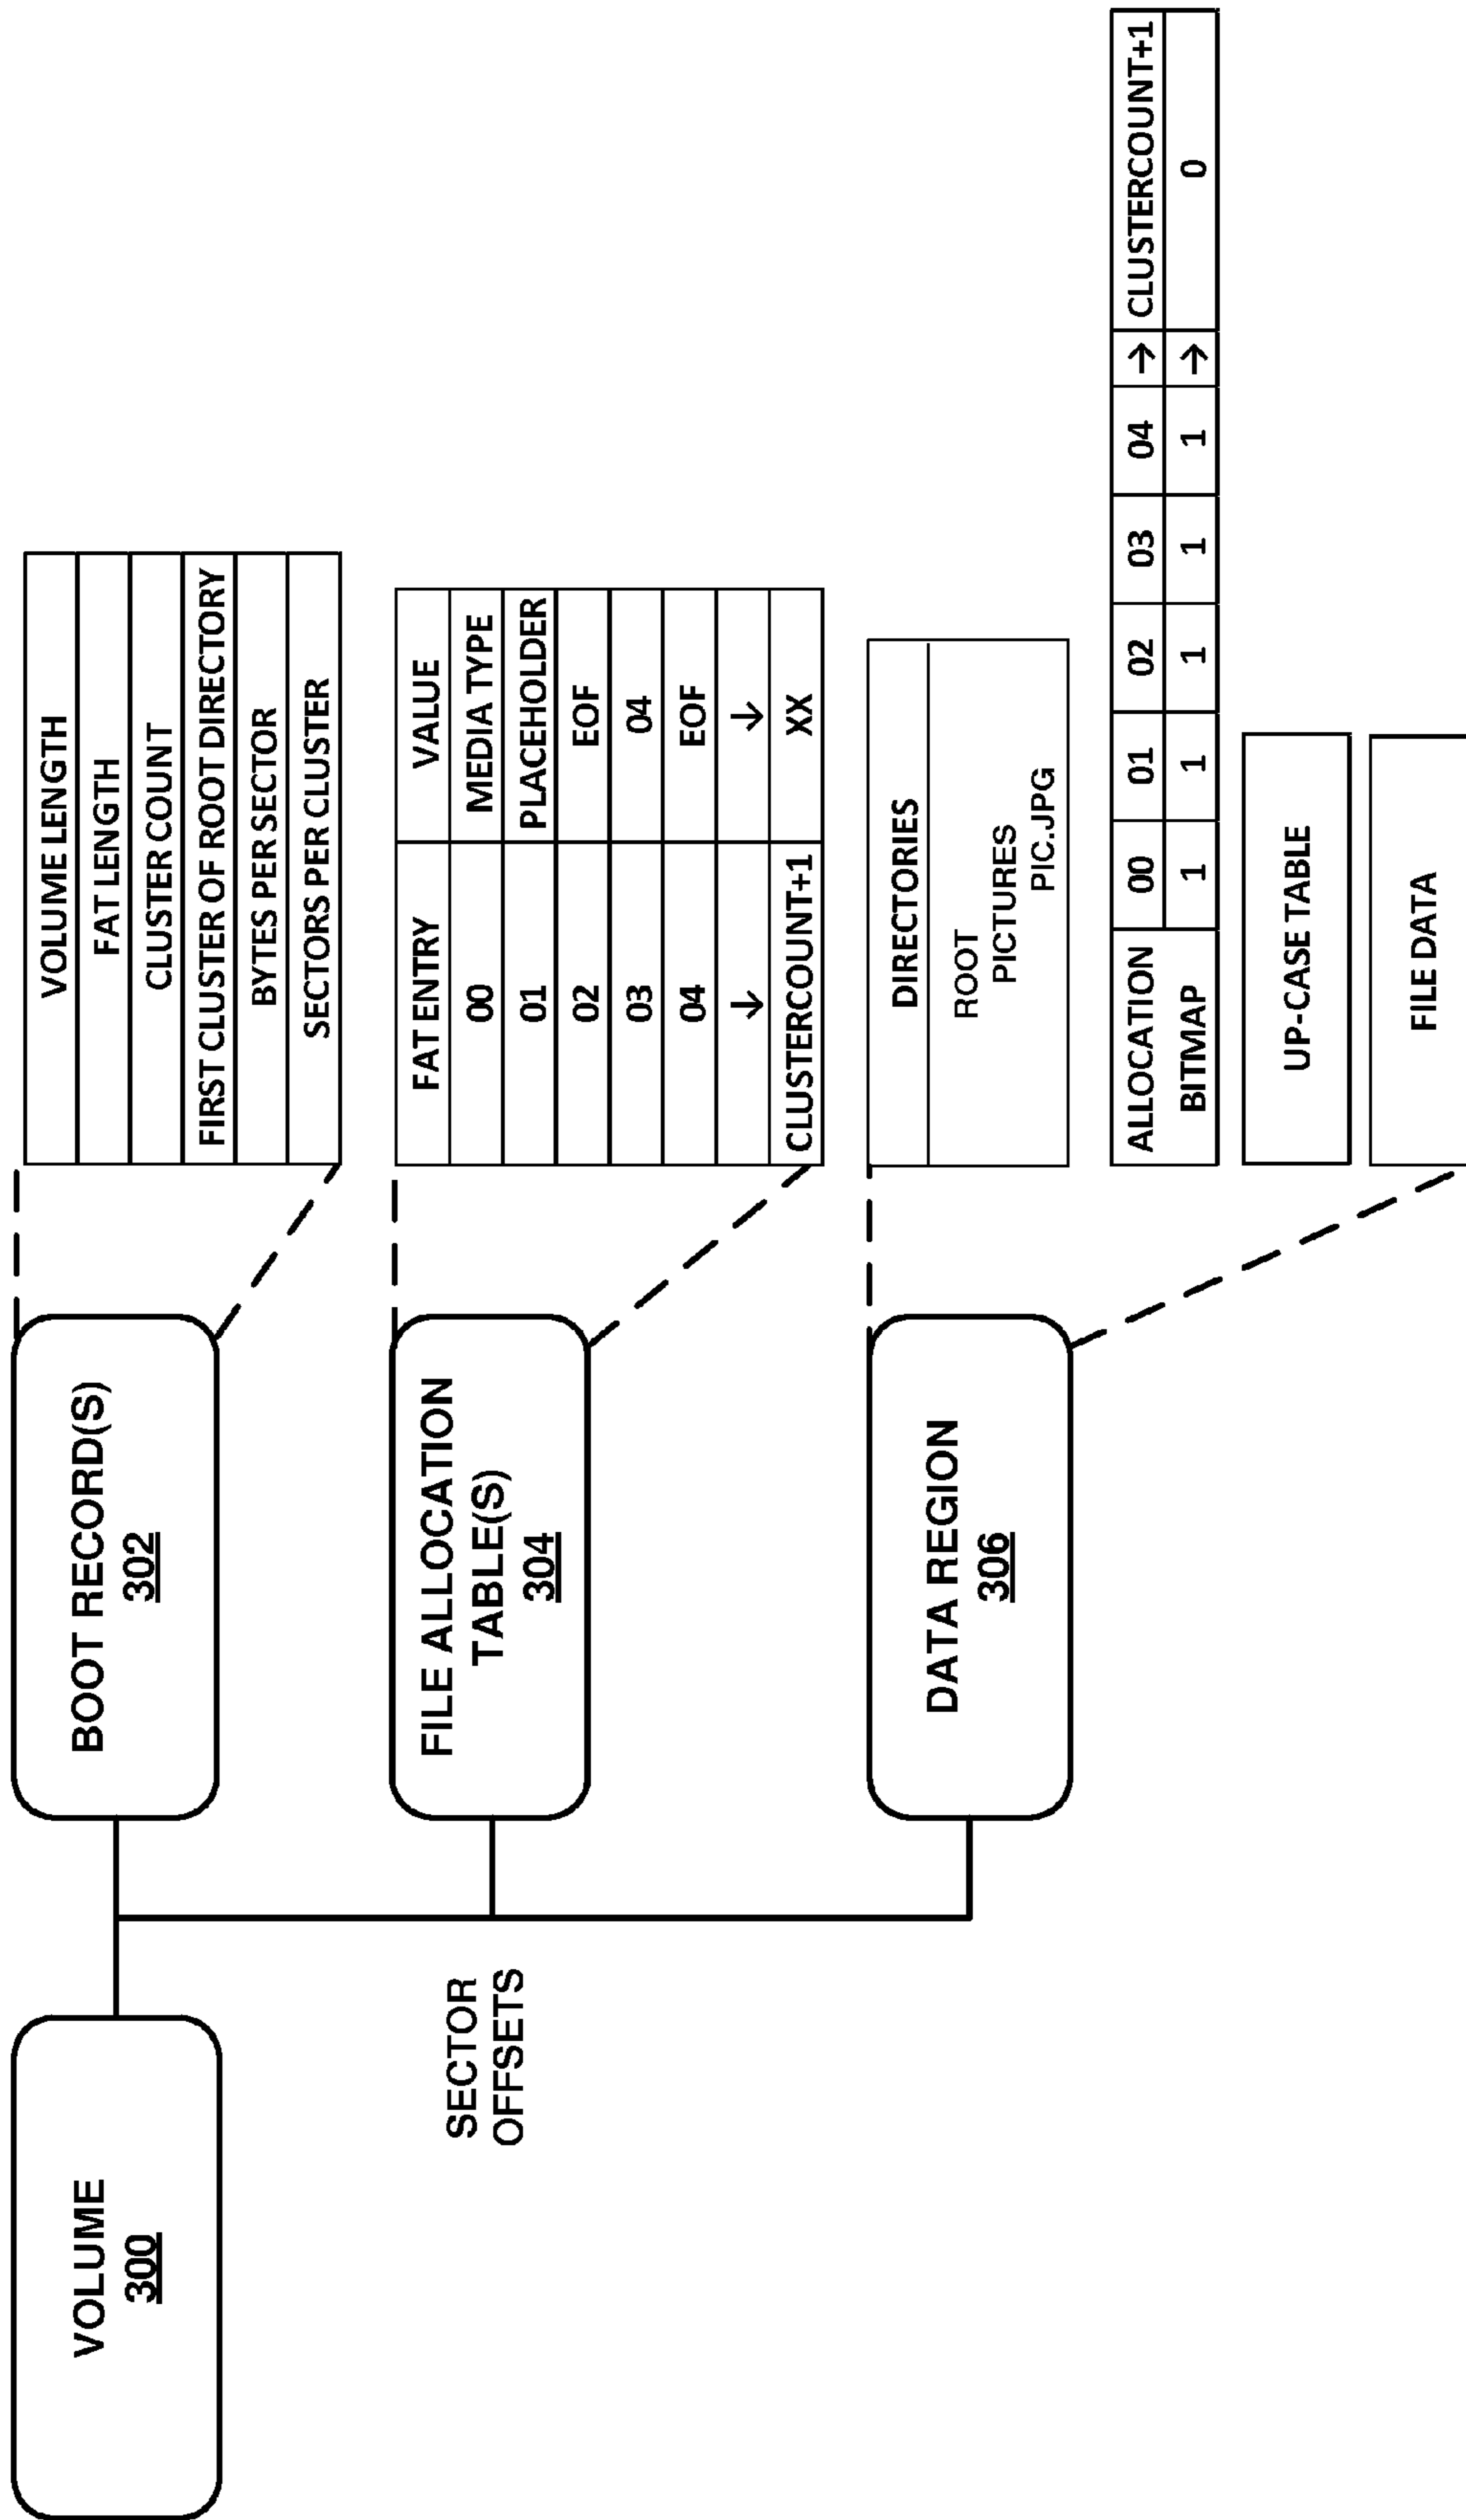 VOLUME
300
SECTOR
OFFSETS
BOOT RECORD(S)
302
VOLUME LENGTH
FAT LENGTH
CLUSTER COUNT
FIRST CLUSTER OF ROOT DIRECTORY
BYTES PER SECTOR
SECTORS PER CLUSTER
FILE ALLOCATION
TABLE(S)
304
FAT ENTRY VALUE
00 MEDIA TYPE
01 PLACEHOLDER
02 EOF
03 04
04 EOF
↓ ↓
CLUSTERCOUNT+1 XX
DATA REGION
306
DIRECTORIES
ROOT
PICTURES
PIC.JPG
ALLOCATION 00 01 02 03 04 → CLUSTERCOUNT+1
BITMAP 1 1 1 1 1 → 0
UP-CASE TABLE
FILE DATA